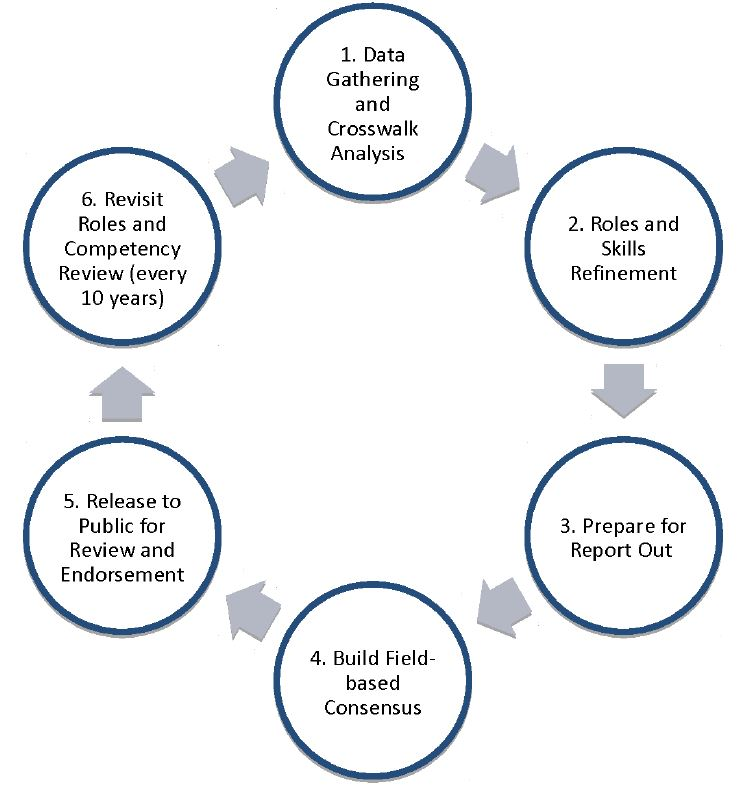 1. Data
Gathering
and
Crosswalk
Analysis
2. Roles and
Skills
Refinement
3. Prepare for
Report Out
4. Build Field-
based
Consensus
5. Release to
Public for
Review and
Endorsement
6. Revisit
Roles and
Competency
Review (every
10 years)